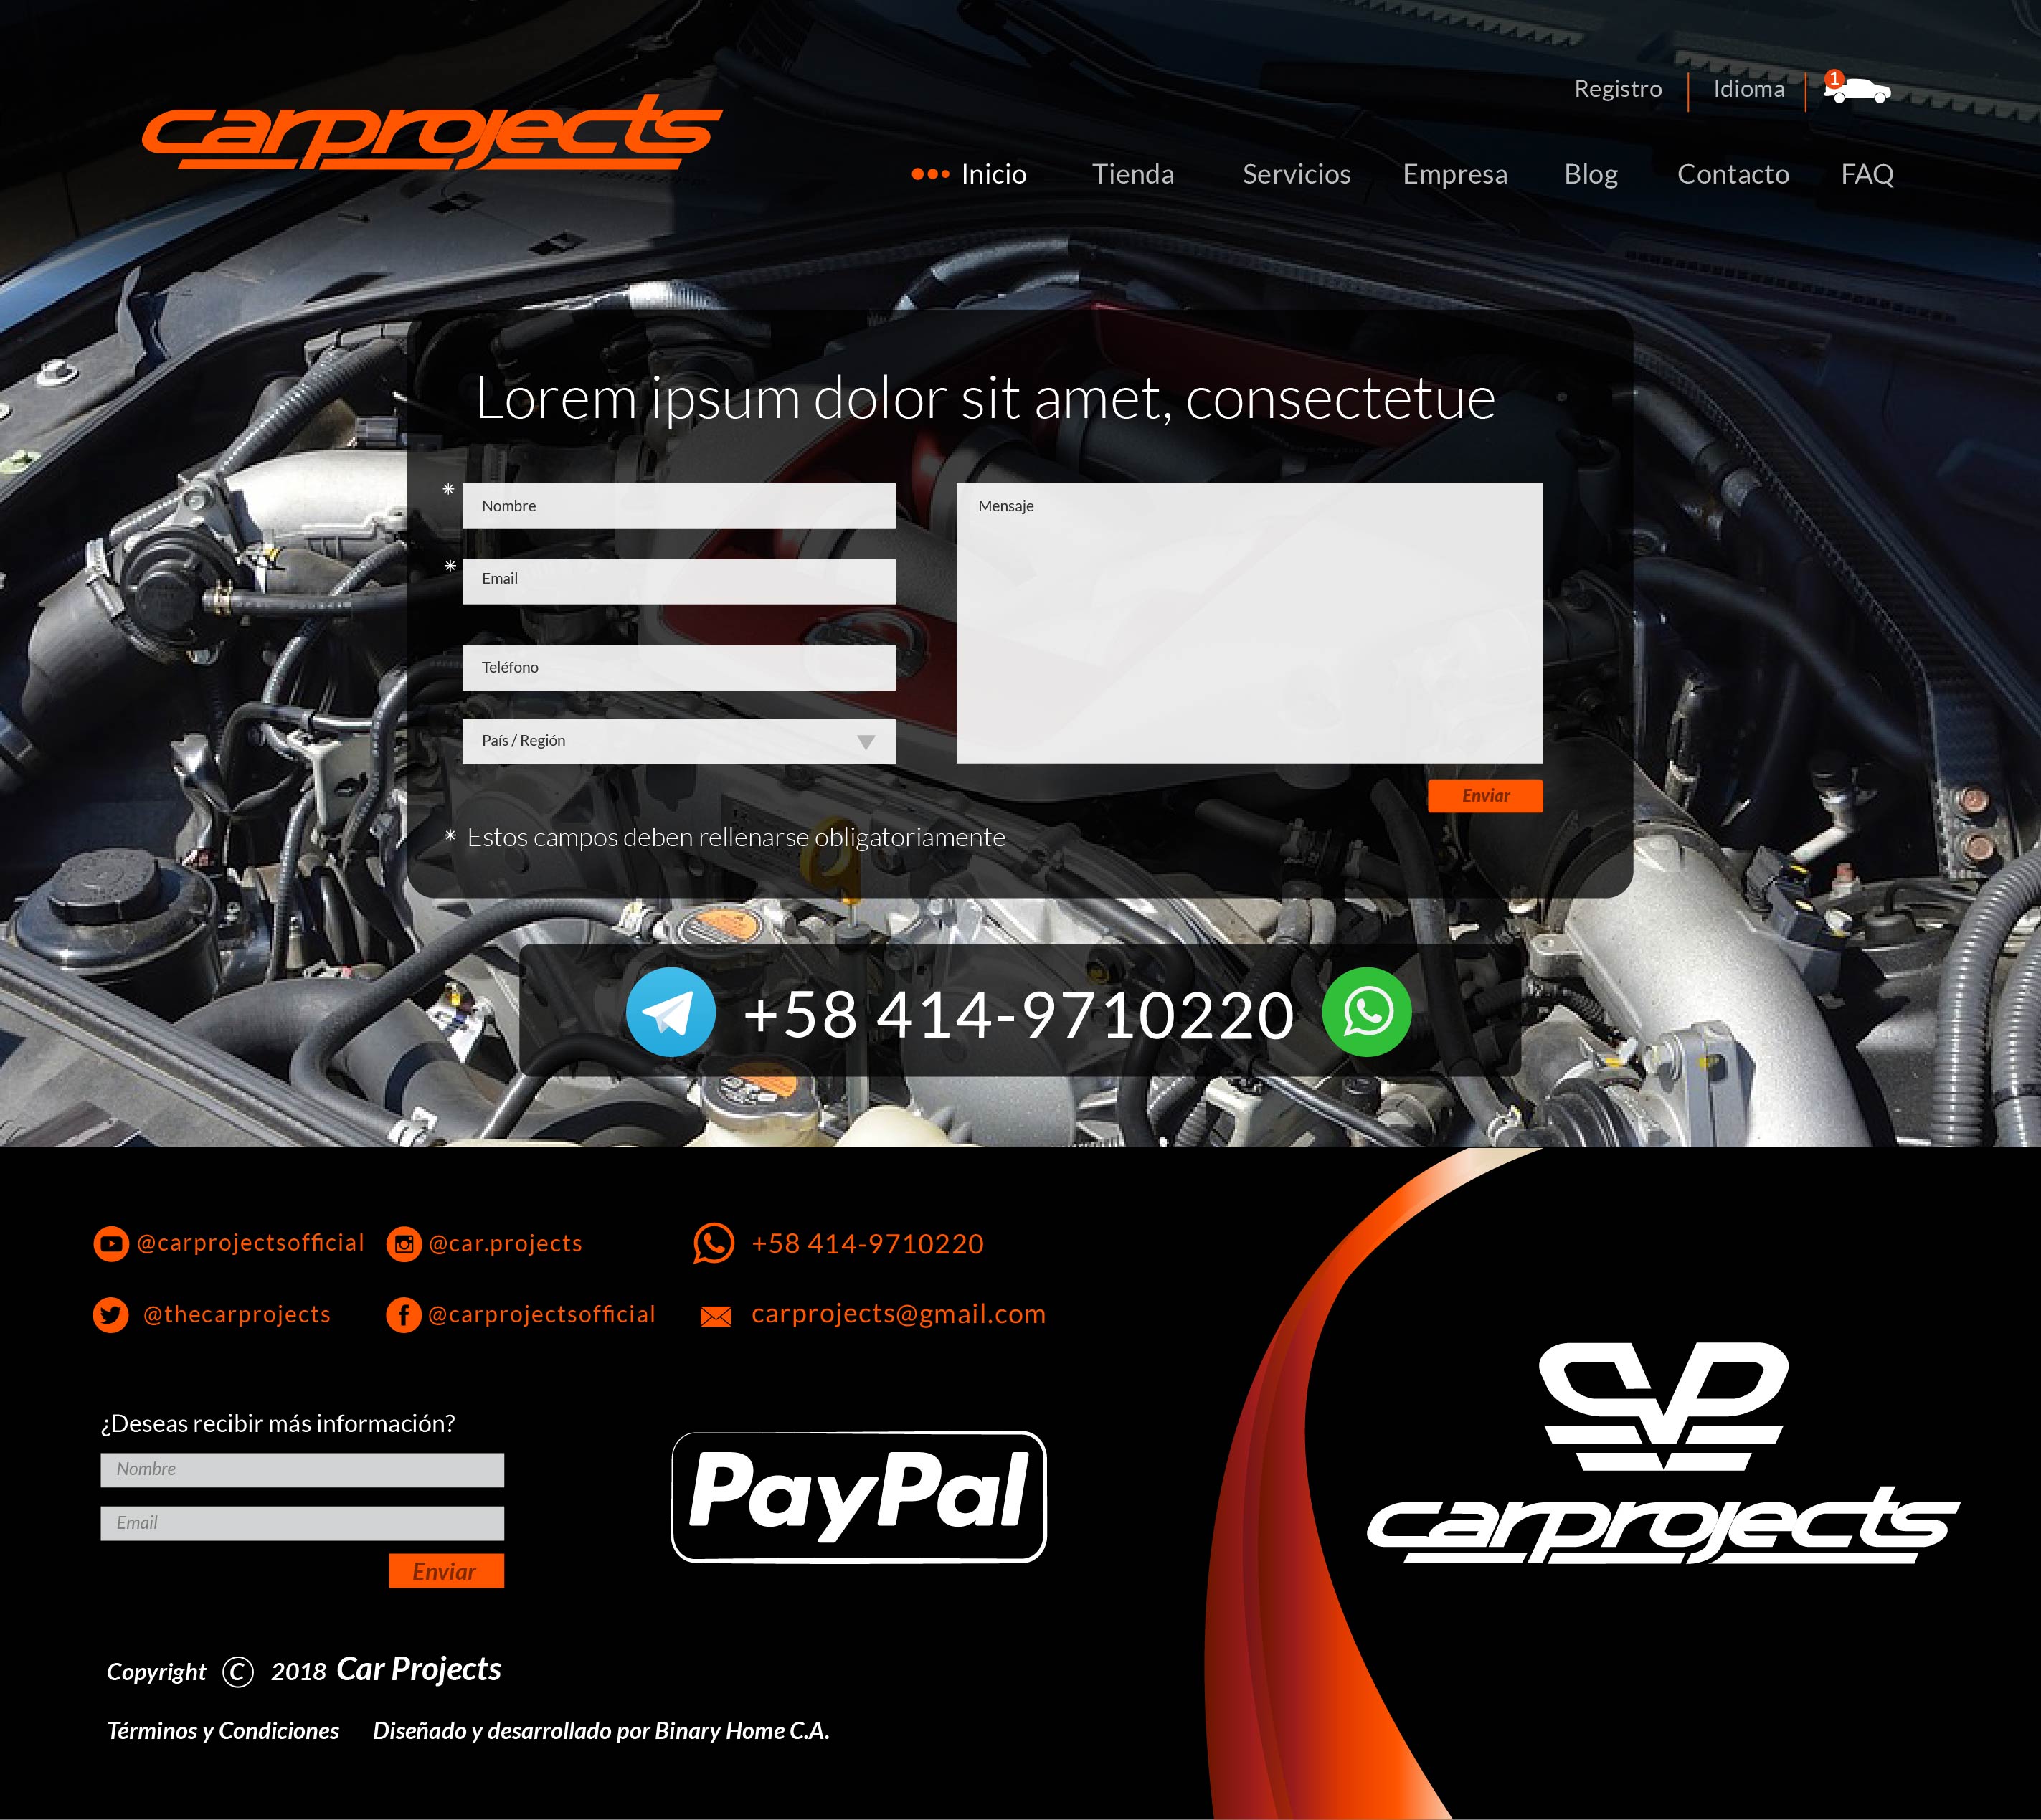 Registro Idioma 1
carprojects
Inicio Tienda Servicios Empresa Blog Contacto FAQ
Lorem ipsum dolor sit amet, consectetue
* Nombre
Mensaje
* Email
Teléfono
País / Región
Enviar
* Estos campos deben rellenarse obligatoriamente
+58 414-9710220
@carprojectsofficial @car.projects +58 414-9710220
@thecarprojects @carprojectsofficial carprojects@gmail.com
¿Deseas recibir más información?
Nombre
Email
Enviar
PayPal
CP
carprojects
Copyright © 2018 Car Projects
Términos y Condiciones Diseñado y desarrollado por Binary Home C.A.